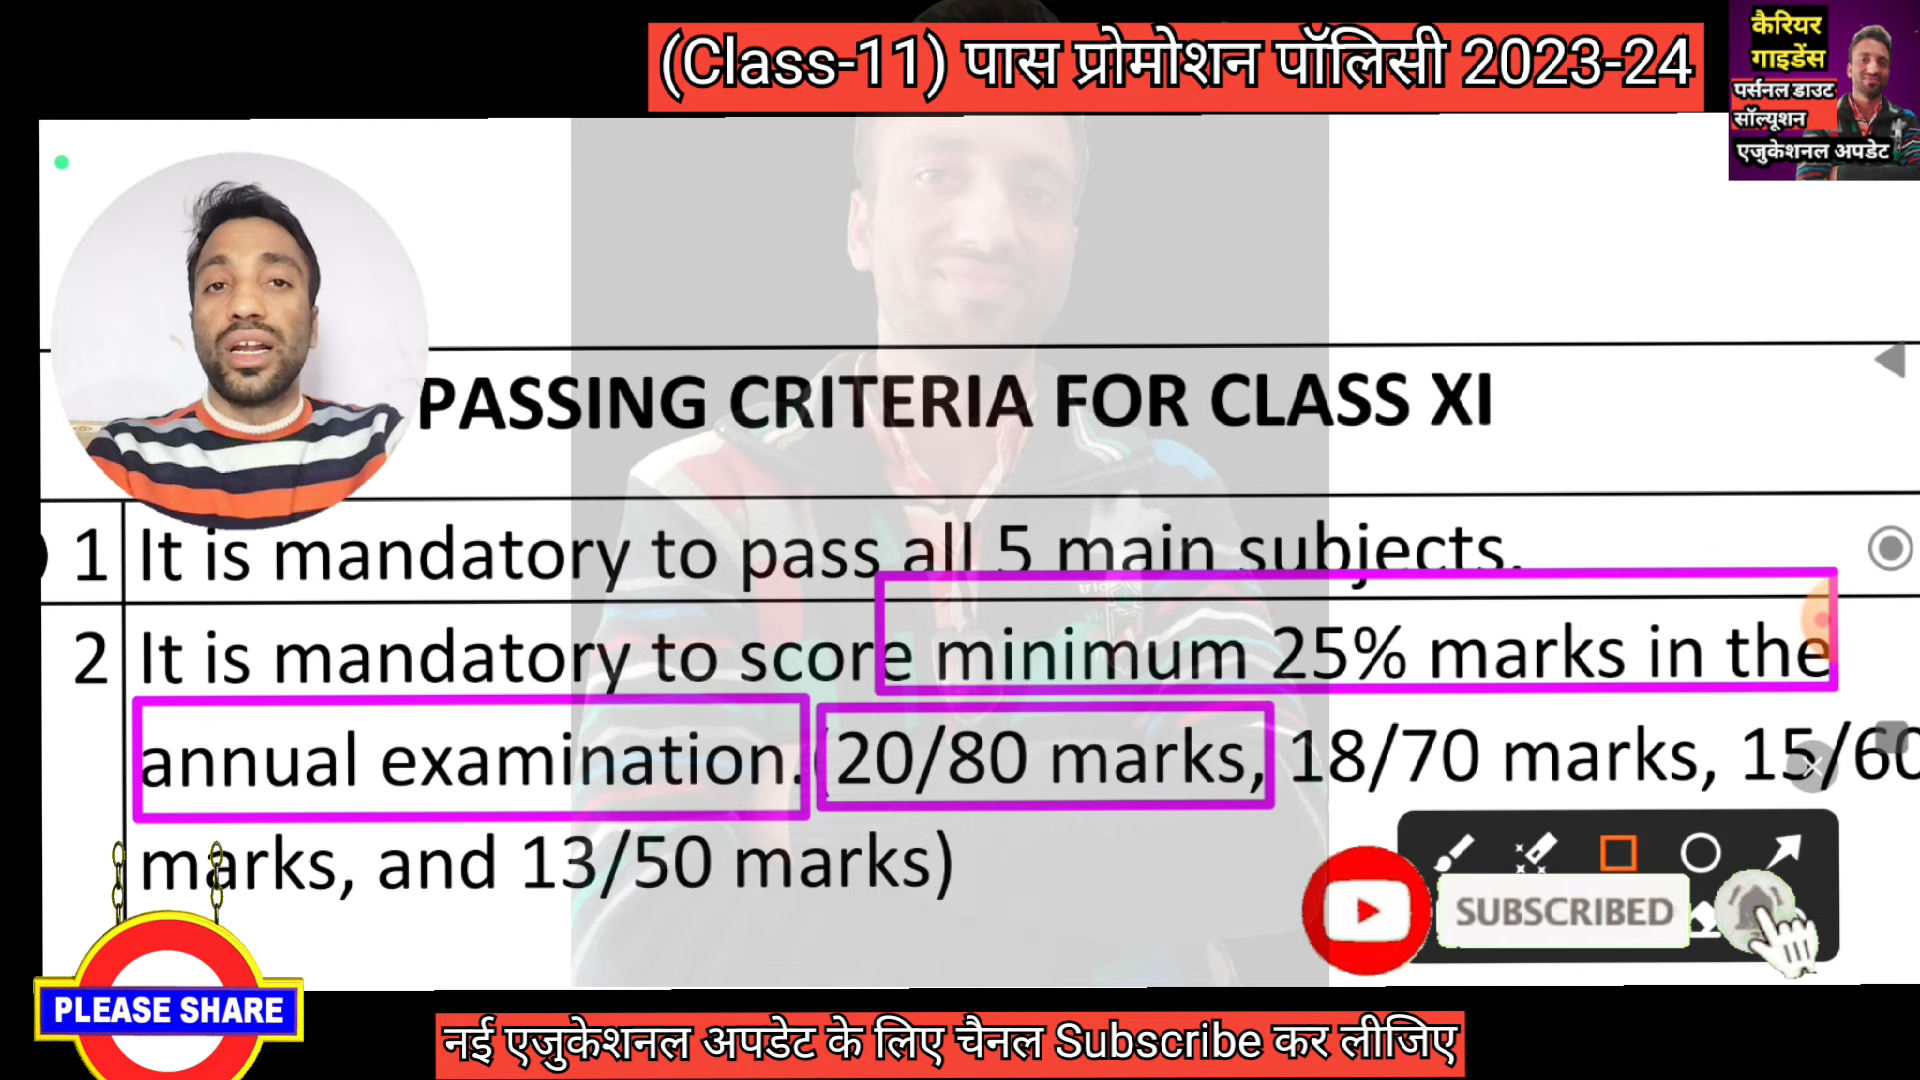 (Class-11) पास प्रोमोशन पॉलिसी 2023-24
कैरियर
गाइडेंस
पर्सनल डाउट
सॉल्यूशन
एजुकेशनल अपडेट
PASSING CRITERIA FOR CLASS XI
1 It is mandatory to pass all 5 main subjects.
2 It is mandatory to score minimum 25% marks in the
annual examination. (20/80 marks, 18/70 marks, 15/60
marks, and 13/50 marks)
SUBSCRIBED
PLEASE SHARE
नई एजुकेशनल अपडेट के लिए चैनल Subscribe कर लीजिए